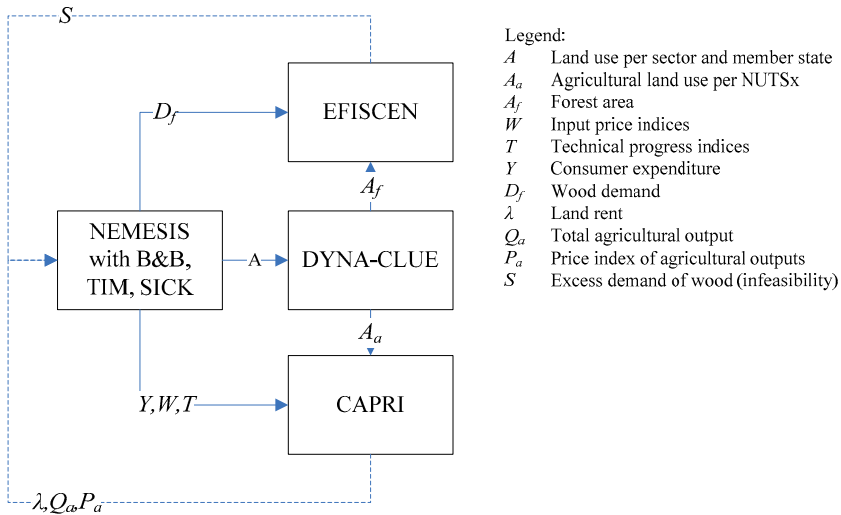 S
EFISCEN
D_f
A_f
NEMESIS
with B&B,
TIM, SICK
A
DYNA-CLUE
A_a
Y,W,T
CAPRI
λ,Q_a,P_a
Legend:
A Land use per sector and member state
A_a Agricultural land use per NUTSx
A_f Forest area
W Input price indices
T Technical progress indices
Y Consumer expenditure
D_f Wood demand
λ Land rent
Q_a Total agricultural output
P_a Price index of agricultural outputs
S Excess demand of wood (infeasibility)